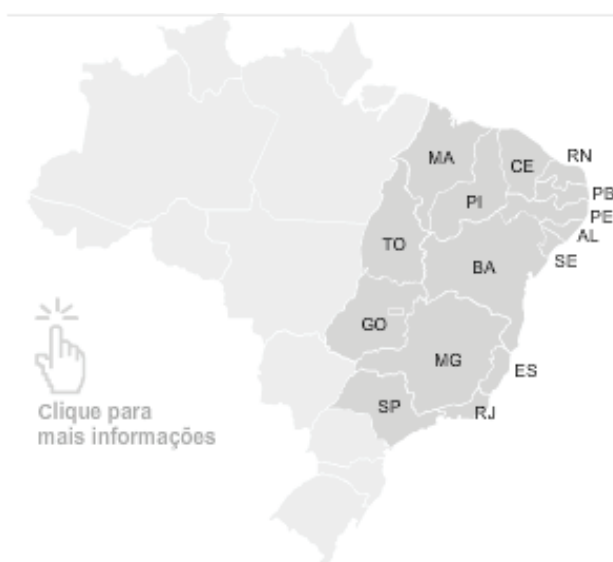 RN
MA
CE
PB
PI
PE
AL
TO
SE
BA
GO
MG
ES
SP
RJ
Clique para
mais informações